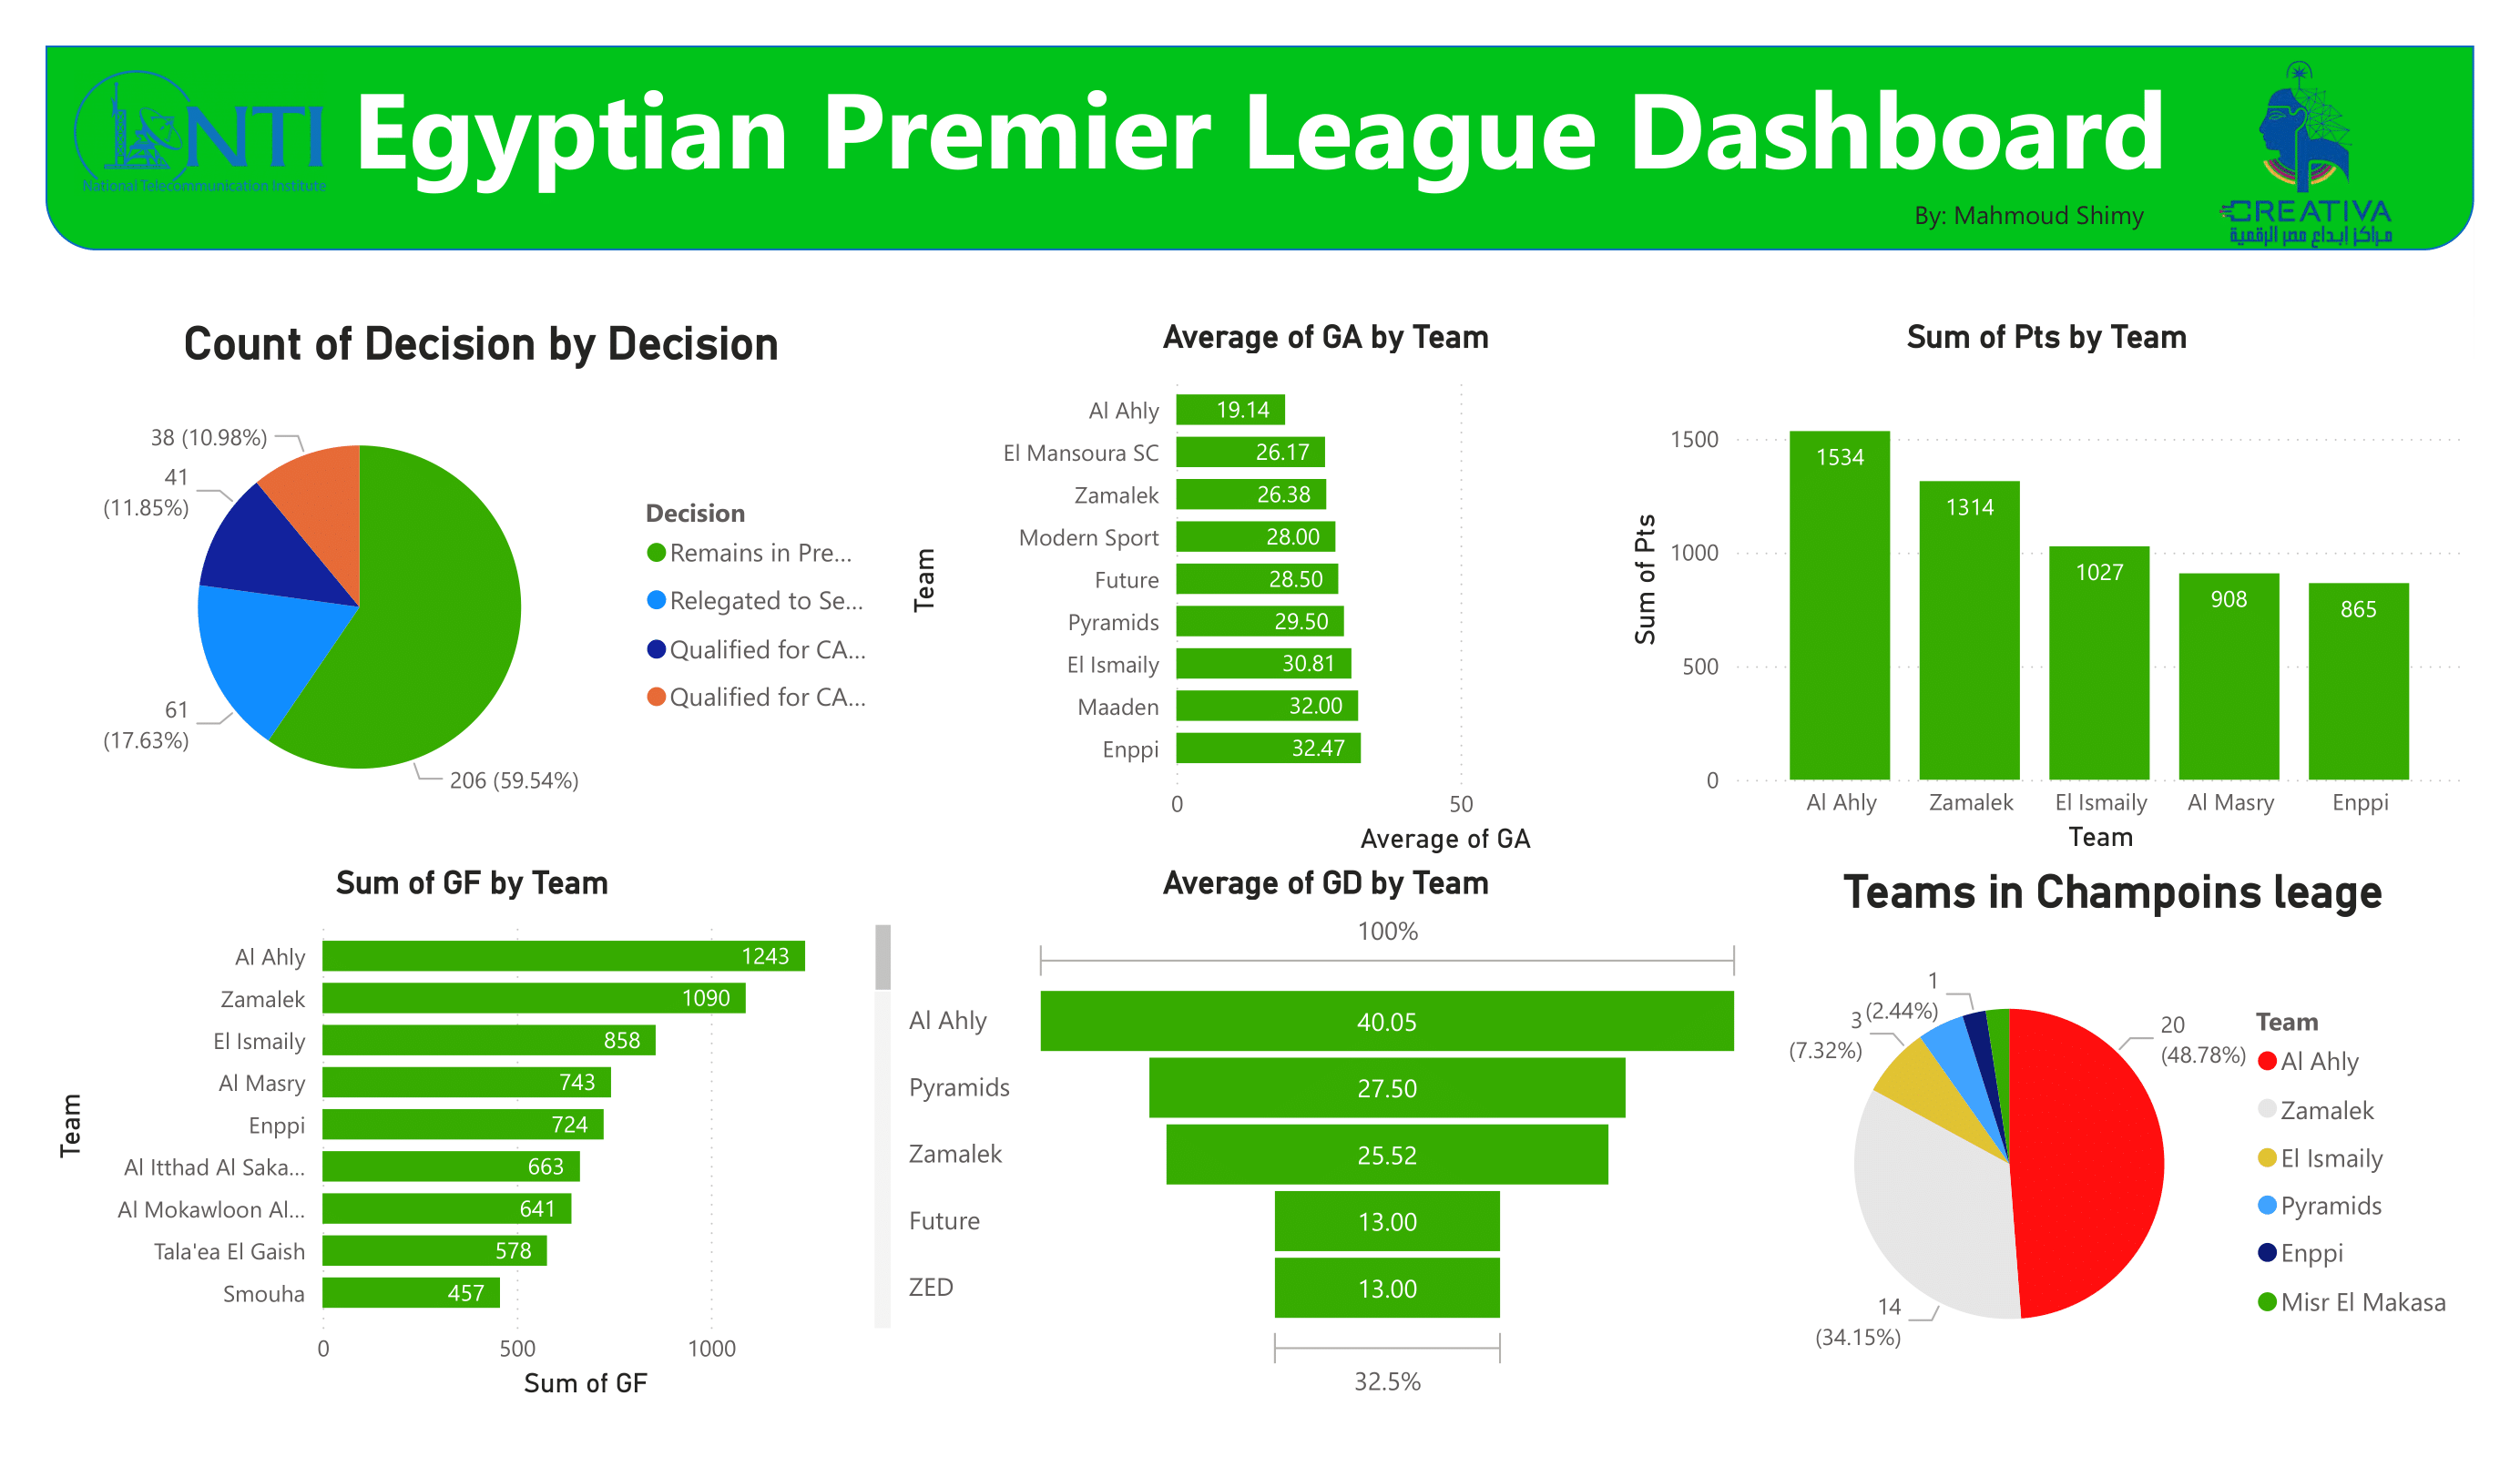 NTI
National Telecommunication Institute
Egyptian Premier League Dashboard
By: Mahmoud Shimy
CREATIVA
مراكز إبداع مصر الرقمية
Count of Decision by Decision
38 (10.98%)
41
(11.85%)
61
(17.63%)
206 (59.54%)
Decision
Remains in Pre...
Relegated to Se...
Qualified for CA...
Qualified for CA...
Average of GA by Team
Team
Al Ahly 19.14
El Mansoura SC 26.17
Zamalek 26.38
Modern Sport 28.00
Future 28.50
Pyramids 29.50
El Ismaily 30.81
Maaden 32.00
Enppi 32.47
0 50
Average of GA
Sum of Pts by Team
Sum of Pts
1500
1000
500
0
1534
1314
1027
908
865
Al Ahly Zamalek El Ismaily Al Masry Enppi
Team
Sum of GF by Team
Team
Al Ahly 1243
Zamalek 1090
El Ismaily 858
Al Masry 743
Enppi 724
Al Itthad Al Saka... 663
Al Mokawloon Al... 641
Tala'ea El Gaish 578
Smouha 457
0 500 1000
Sum of GF
Average of GD by Team
100%
Al Ahly 40.05
Pyramids 27.50
Zamalek 25.52
Future 13.00
ZED 13.00
32.5%
Teams in Champoins leage
1
(2.44%)
3
(7.32%)
20
(48.78%)
14
(34.15%)
Team
Al Ahly
Zamalek
El Ismaily
Pyramids
Enppi
Misr El Makasa